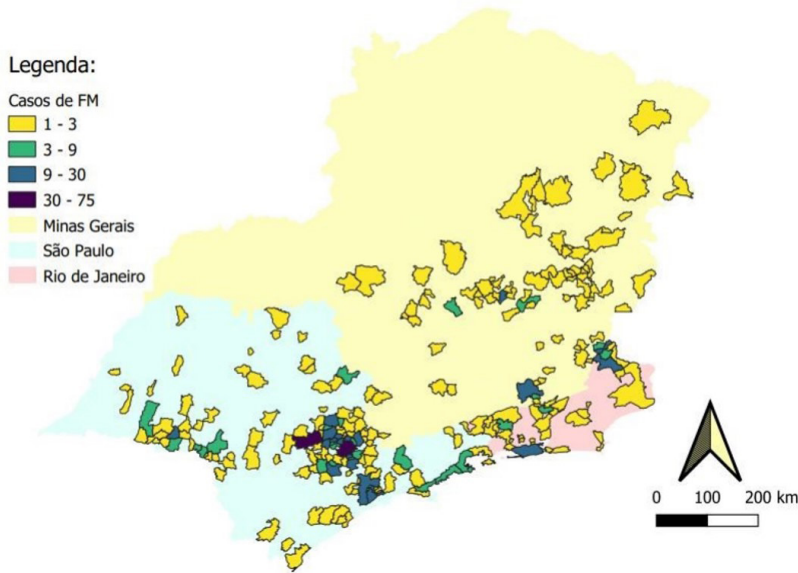 Legenda:
Casos de FM
1 - 3
3 - 9
9 - 30
30 - 75
Minas Gerais
São Paulo
Rio de Janeiro
0 100 200 km